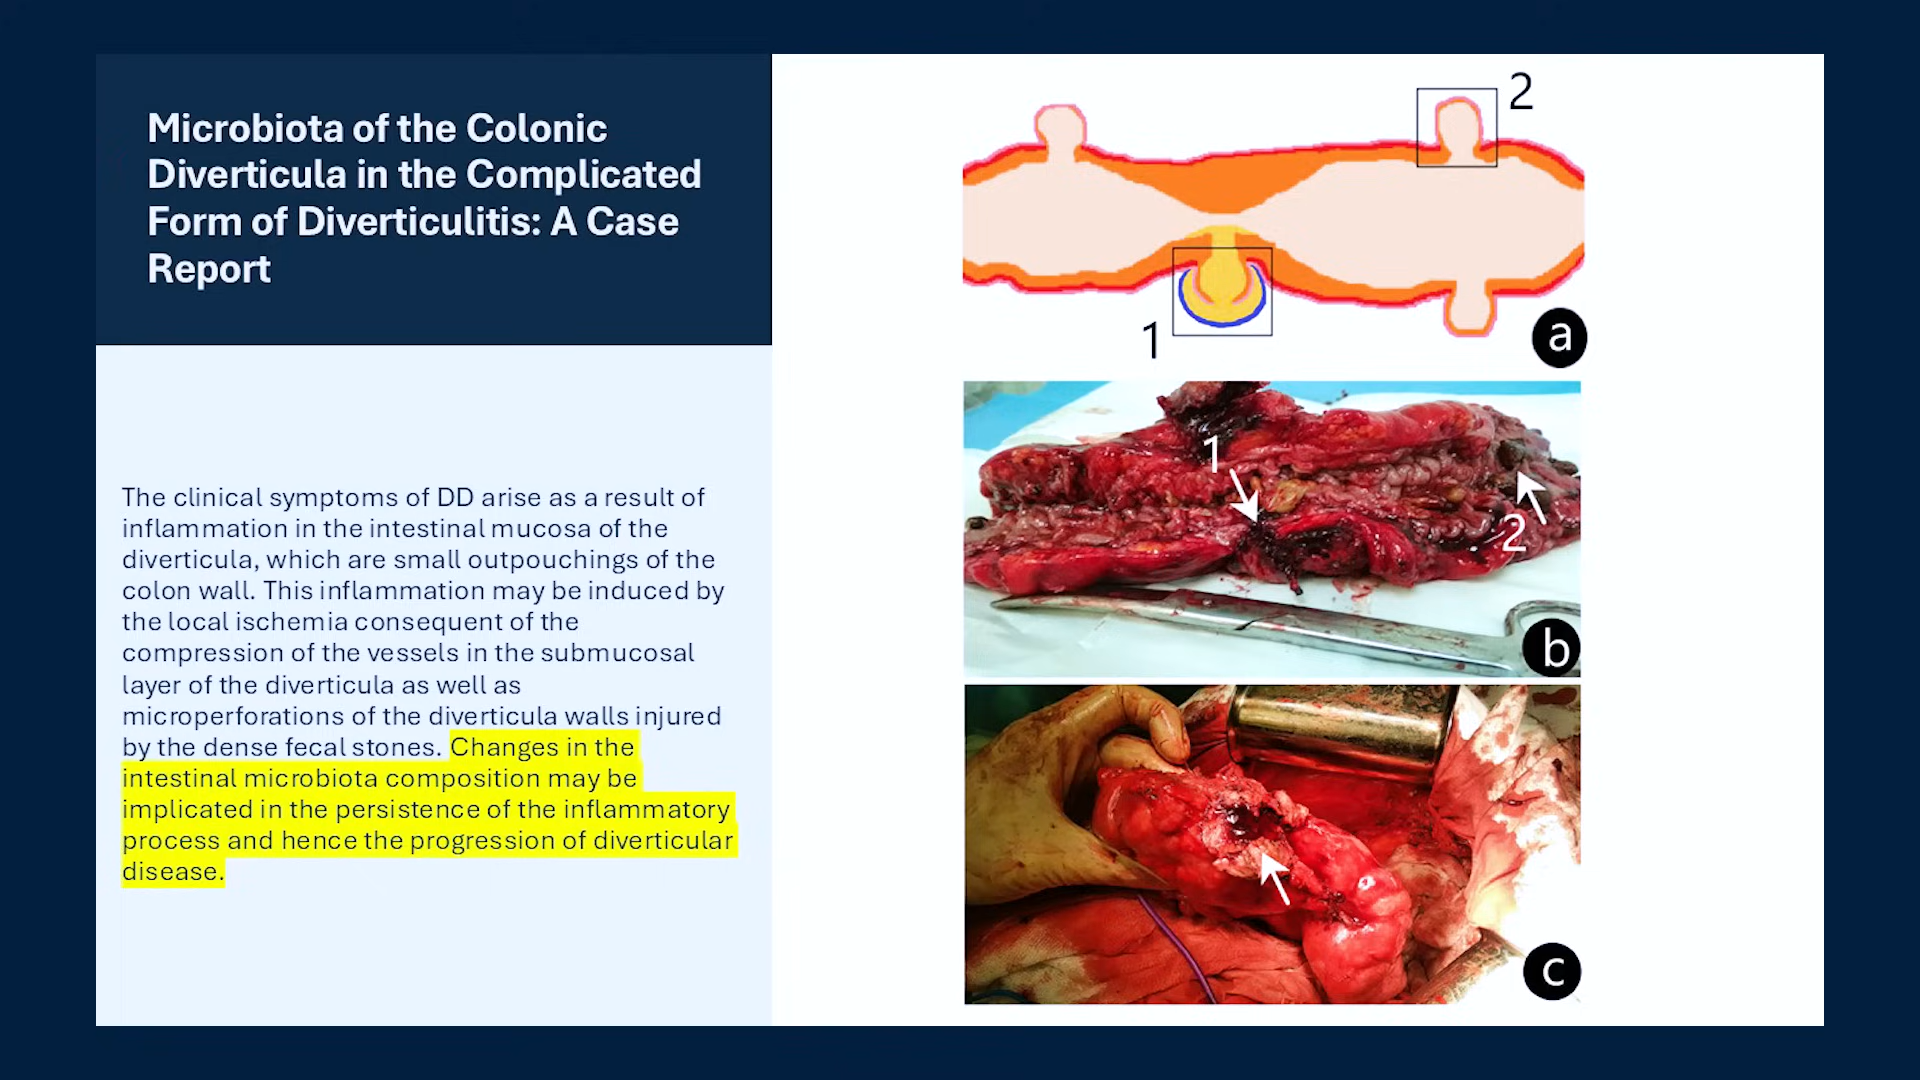 Microbiota of the Colonic
Diverticula in the Complicated
Form of Diverticulitis: A Case
Report
The clinical symptoms of DD arise as a result of
inflammation in the intestinal mucosa of the
diverticula, which are small outpouchings of the
colon wall. This inflammation may be induced by
the local ischemia consequent of the
compression of the vessels in the submucosal
layer of the diverticula as well as
microperforations of the diverticula walls injured
by the dense fecal stones. Changes in the
intestinal microbiota composition may be
implicated in the persistence of the inflammatory
process and hence the progression of diverticular
disease.
2
1
a
1
2
b
c